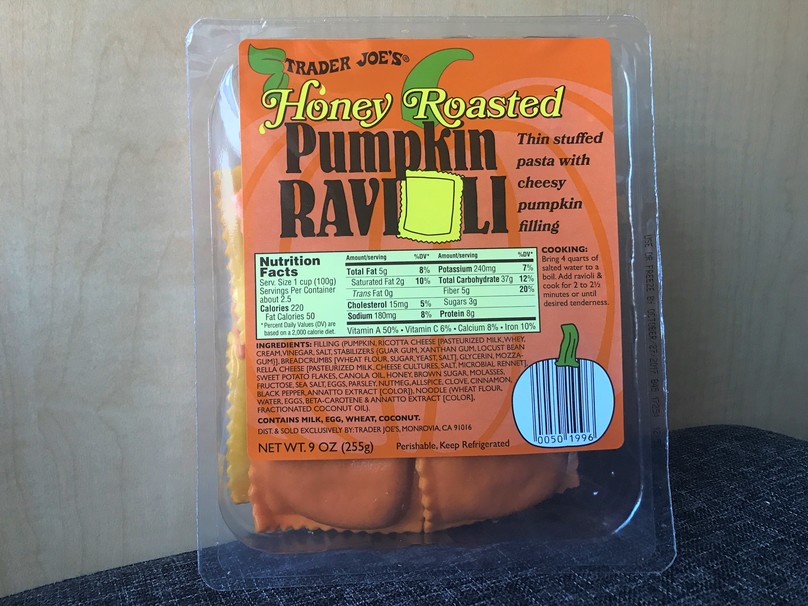 TRADER JOE'S®
Honey Roasted
Pumpkin
RAVIOLI
Thin stuffed
pasta with
cheesy
pumpkin
filling
Nutrition
Facts
Serv. Size 1 cup (100g)
Servings Per Container
about 2.5
Calories 220
Fat Calories 50
*Percent Daily Values (DV) are
based on a 2,000 calorie diet.
Amount/serving %DV* Amount/serving %DV*
Total Fat 5g 8% Potassium 240mg 7%
Saturated Fat 2g 10% Total Carbohydrate 37g 12%
Trans Fat 0g Fiber 5g 20%
Cholesterol 15mg 5% Sugars 3g
Sodium 180mg 8% Protein 8g
Vitamin A 50% • Vitamin C 6% • Calcium 8% • Iron 10%
COOKING:
Bring 4 quarts of
salted water to a
boil. Add ravioli &
cook for 2 to 2½
minutes or until
desired tenderness.
INGREDIENTS: FILLING (PUMPKIN, RICOTTA CHEESE [PASTEURIZED MILK, WHEY,
CREAM, VINEGAR, SALT, STABILIZERS (GUAR GUM, XANTHAN GUM, LOCUST BEAN
GUM)], BREADCRUMBS [WHEAT FLOUR, SUGAR, YEAST, SALT], GLYCERIN, MOZZA-
RELLA CHEESE [PASTEURIZED MILK, CHEESE CULTURES, SALT, MICROBIAL RENNET],
SWEET POTATO FLAKES, CANOLA OIL, HONEY, BROWN SUGAR, MOLASSES,
FRUCTOSE, SEA SALT, EGGS, PARSLEY, NUTMEG, ALLSPICE, CLOVE, CINNAMON,
BLACK PEPPER, ANNATTO EXTRACT [COLOR]), NOODLE (WHEAT FLOUR,
WATER, EGGS, BETA-CAROTENE & ANNATTO EXTRACT [COLOR],
FRACTIONATED COCONUT OIL).
CONTAINS MILK, EGG, WHEAT, COCONUT.
DIST. & SOLD EXCLUSIVELY BY: TRADER JOE'S, MONROVIA, CA 91016
NET WT. 9 OZ (255g) Perishable, Keep Refrigerated
0050 1996
USE OR FREEZE BY OCTOBER 27 2017